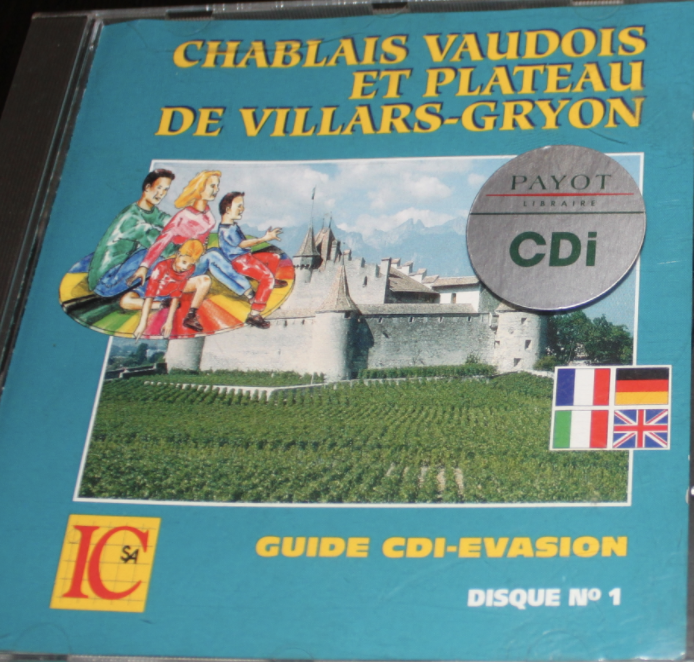 CHABLAIS VAUDOIS
ET PLATEAU
DE VILLARS-GRYON
PAYOT
LIBRAIRE
CDi
IC
SA
GUIDE CDI-EVASION
DISQUE Nº 1